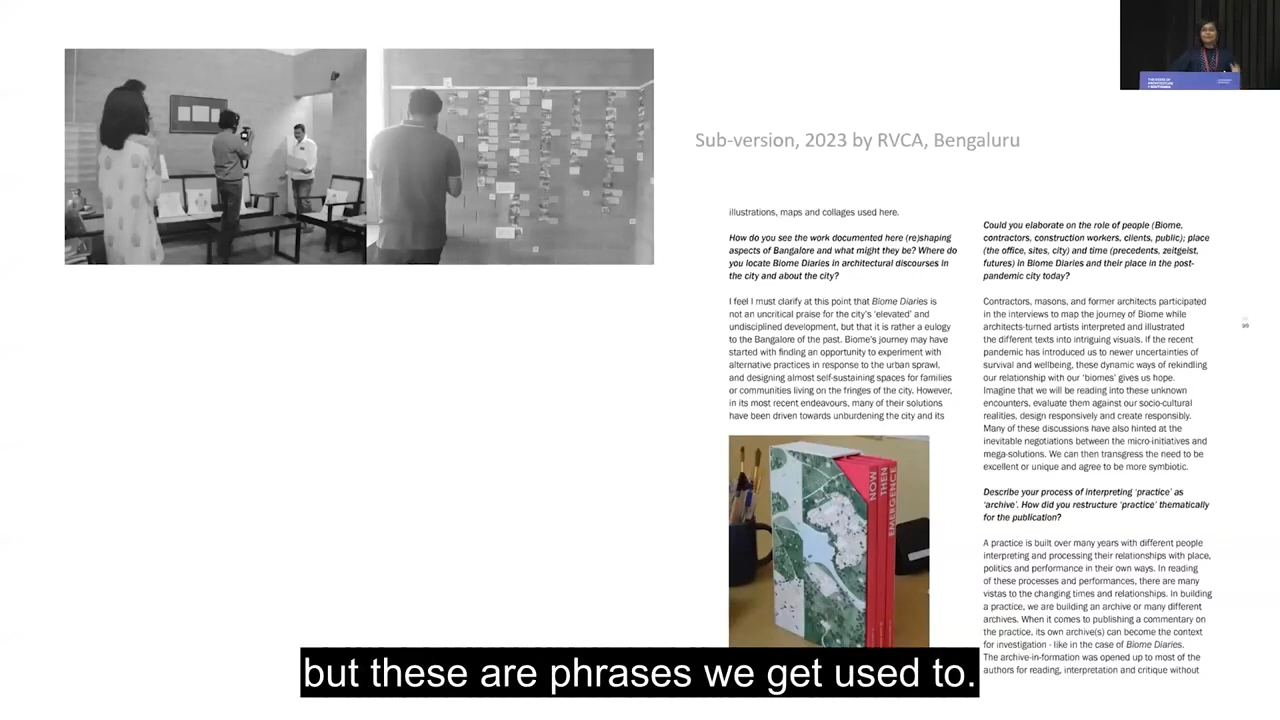 Sub-version, 2023 by RVCA, Bengaluru
illustrations, maps and collages used here.
How do you see the work documented here (re)shaping
aspects of Bangalore and what might they be? Where do
you locate Biome Diaries in architectural discourses in
the city and about the city?
I feel I must clarify at this point that Biome Diaries is
not an uncritical praise for the city's 'elevated' and
undisciplined development, but that it is rather a eulogy
to the Bangalore of the past. Biome's journey may have
started with finding an opportunity to experiment with
alternative practices in response to the urban sprawl,
and designing almost self-sustaining spaces for families
or communities living on the fringes of the city. However,
in its most recent endeavours, many of their solutions
have been driven towards unburdening the city and its
NOW
THEN
EMERGENCE
Could you elaborate on the role of people (Biome,
contractors, construction workers, clients, public); place
(the office, sites, city) and time (precedents, zeitgeist,
futures) in Biome Diaries and their place in the post-
pandemic city today?
Contractors, masons, and former architects participated
in the interviews to map the journey of Biome while
architects-turned artists interpreted and illustrated
the different texts into intriguing visuals. If the recent
pandemic has introduced us to newer uncertainties of
survival and wellbeing, these dynamic ways of rekindling
our relationship with our 'biomes' gives us hope.
Imagine that we will be reading into these unknown
encounters, evaluate them against our socio-cultural
realities, design responsively and create responsibly.
Many of these discussions have also hinted at the
inevitable negotiations between the micro-initiatives and
mega-solutions. We can then transgress the need to be
excellent or unique and agree to be more symbiotic.
Describe your process of interpreting 'practice' as
'archive'. How did you restructure 'practice' thematically
for the publication?
A practice is built over many years with different people
interpreting and processing their relationships with place,
politics and performance in their own ways. In reading
of these processes and performances, there are many
vistas to the changing times and relationships. In building
a practice, we are building an archive or many different
archives. When it comes to publishing a commentary on
the practice, its own archive(s) can become the context
for investigation - like in the case of Biome Diaries.
The archive-in-formation was opened up to most of the
authors for reading, interpretation and critique without
99
but these are phrases we get used to.